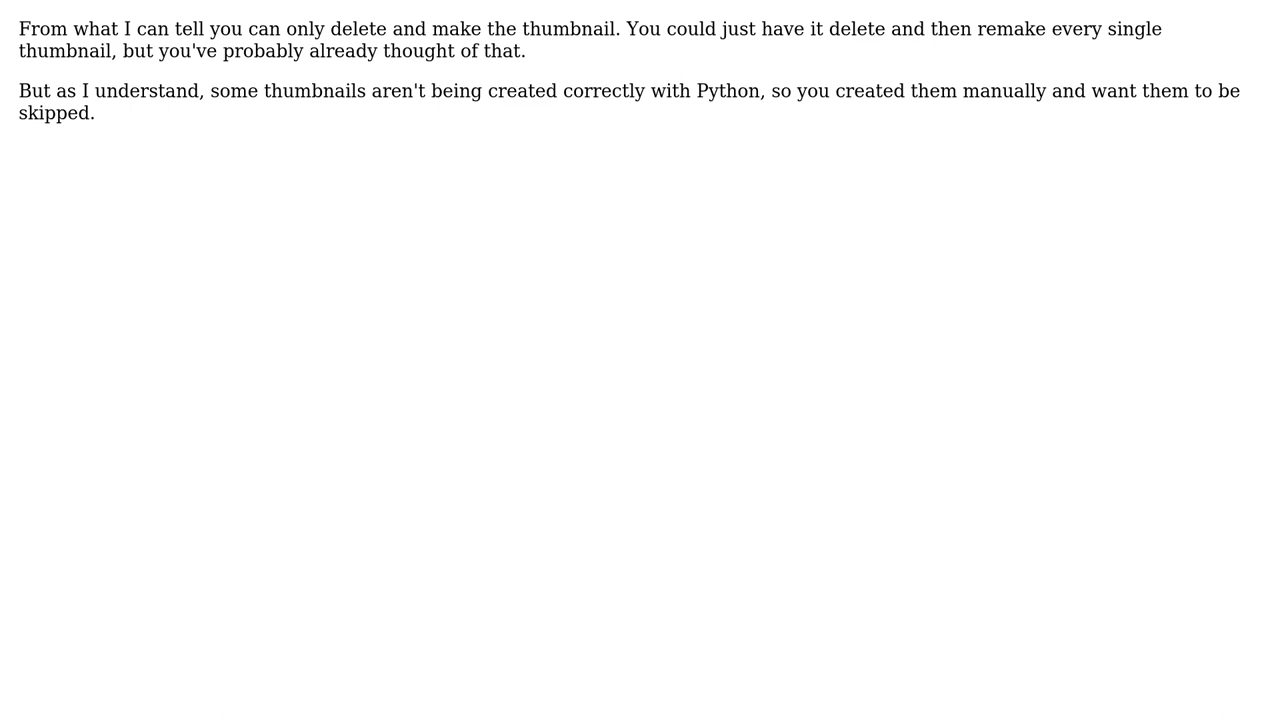 From what I can tell you can only delete and make the thumbnail. You could just have it delete and then remake every single
thumbnail, but you've probably already thought of that.
But as I understand, some thumbnails aren't being created correctly with Python, so you created them manually and want them to be
skipped.